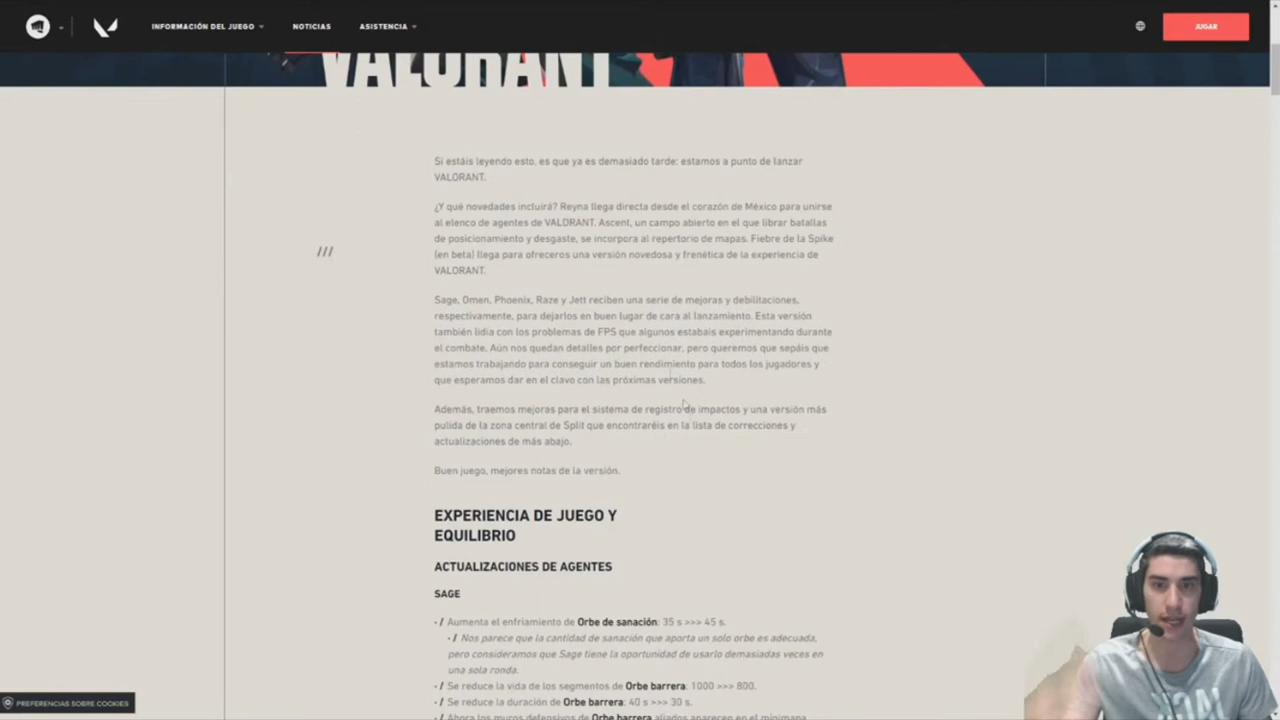 INFORMACIÓN DEL JUEGO
NOTICIAS
ASISTENCIA
JUGAR
VALORANT
Si estáis leyendo esto, es que ya es demasiado tarde: estamos a punto de lanzar
VALORANT.
¿Y qué novedades incluirá? Reyna llega directa desde el corazón de México para unirse
al elenco de agentes de VALORANT. Ascent, un campo abierto en el que librar batallas
de posicionamiento y desgaste, se incorpora al repertorio de mapas. Fiebre de la Spike
(en beta) llega para ofreceros una versión novedosa y frenética de la experiencia de
VALORANT.
///
Sage, Omen, Phoenix, Raze y Jett reciben una serie de mejoras y debilitaciones,
respectivamente, para dejarlos en buen lugar de cara al lanzamiento. Esta versión
también lidia con los problemas de FPS que algunos estabais experimentando durante
el combate. Aún nos quedan detalles por perfeccionar, pero queremos que sepáis que
estamos trabajando para conseguir un buen rendimiento para todos los jugadores y
que esperamos dar en el clavo con las próximas versiones.
Además, traemos mejoras para el sistema de registro de impactos y una versión más
pulida de la zona central de Split que encontraréis en la lista de correcciones y
actualizaciones de más abajo.
Buen juego, mejores notas de la versión.
EXPERIENCIA DE JUEGO Y
EQUILIBRIO
ACTUALIZACIONES DE AGENTES
SAGE
• / Aumenta el enfriamiento de Orbe de sanación: 35 s >>> 45 s.
• / Nos parece que la cantidad de sanación que aporta un solo orbe es adecuada,
pero consideramos que Sage tiene la oportunidad de usarlo demasiadas veces en
una sola ronda.
• / Se reduce la vida de los segmentos de Orbe barrera: 1000 >>> 800.
• / Se reduce la duración de Orbe barrera: 40 s >>> 30 s.
• / Ahora los muros defensivos de Orbe barrera aliados aparecen en el minimapa
PREFERENCIAS SOBRE COOKIES